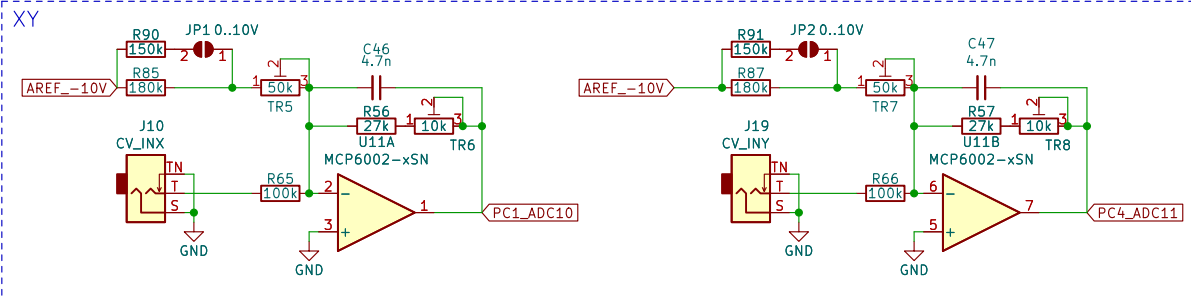 XY
R90
150k
JP1 0..10V
2
1
AREF_-10V
R85
180k
2
1
50k
3
TR5
C46
4.7n
R56
27k
2
1
10k
3
TR6
J10
CV_INX
TN
T
S
GND
R65
100k
U11A
MCP6002-xSN
2
-
3
+
1
GND
PC1_ADC10
R91
150k
JP2 0..10V
2
1
AREF_-10V
R87
180k
2
1
50k
3
TR7
C47
4.7n
R57
27k
2
1
10k
3
TR8
J19
CV_INY
TN
T
S
GND
R66
100k
U11B
MCP6002-xSN
6
-
5
+
7
GND
PC4_ADC11